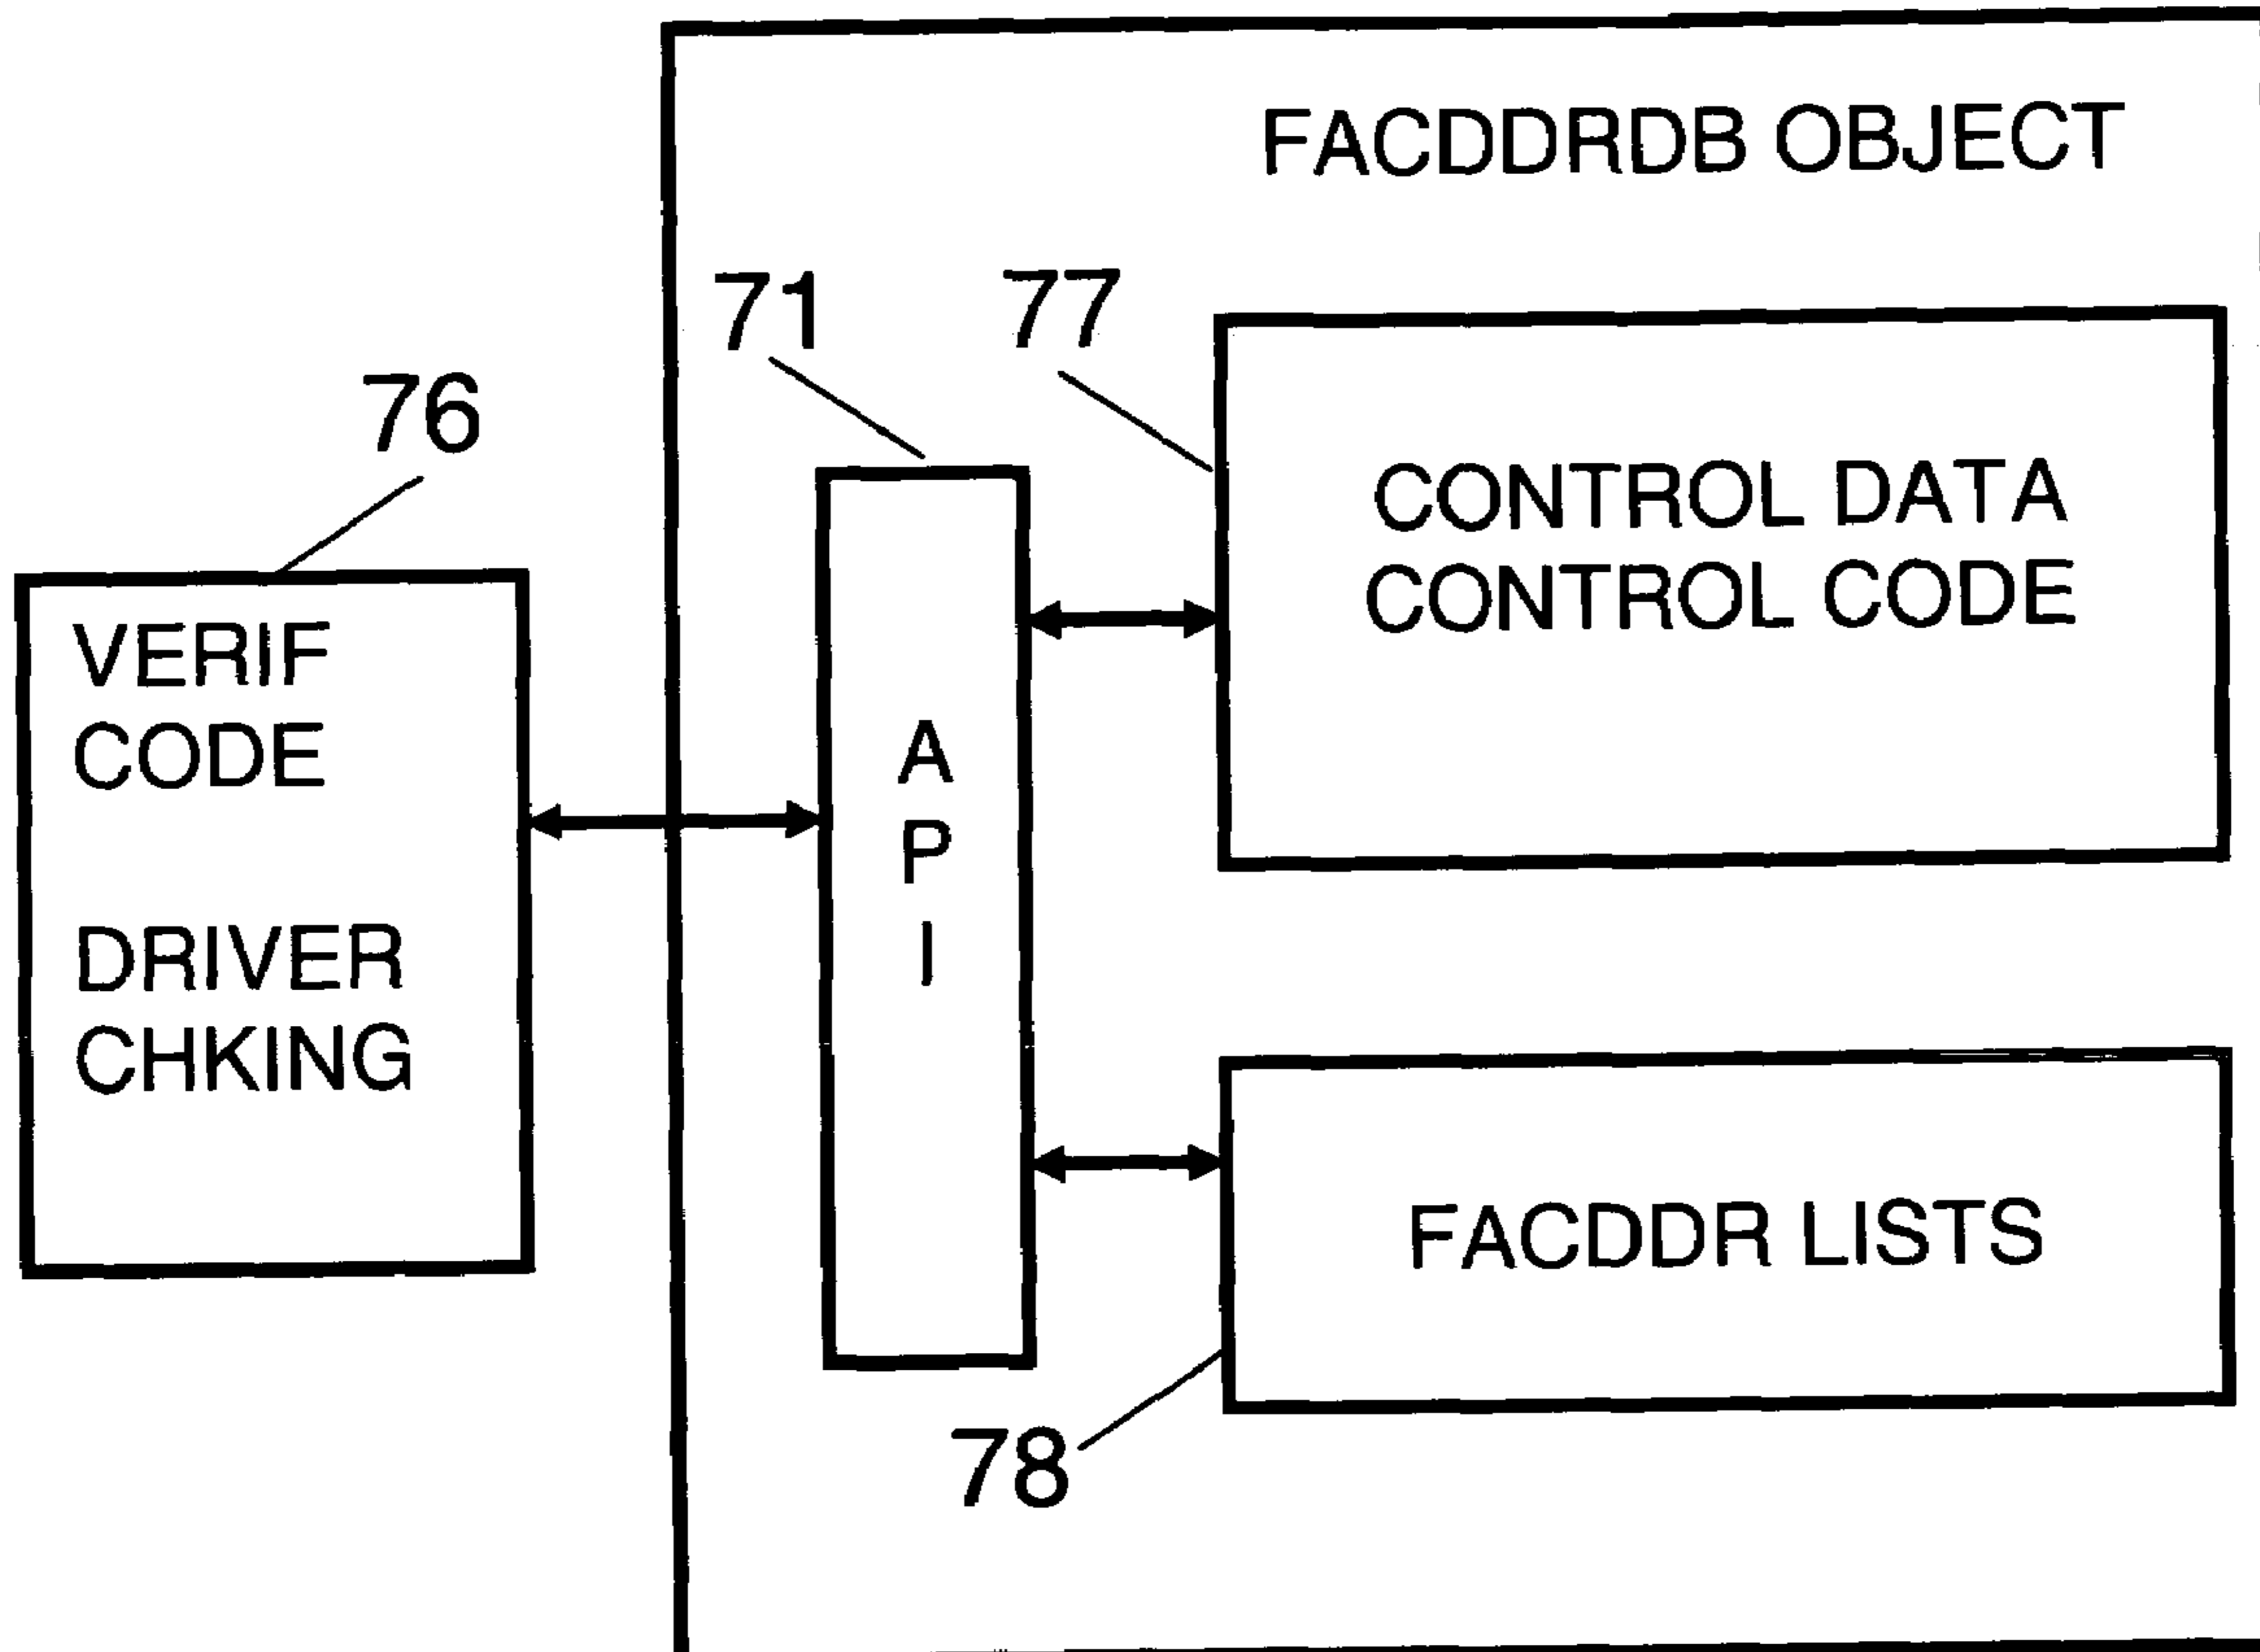 FACDDRDB OBJECT
71
77
76
CONTROL DATA
CONTROL CODE
VERIF
CODE
DRIVER
CHKING
A
P
I
FACDDR LISTS
78